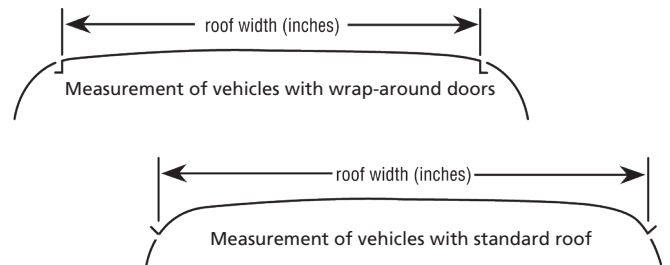 roof width (inches)
Measurement of vehicles with wrap-around doors
roof width (inches)
Measurement of vehicles with standard roof